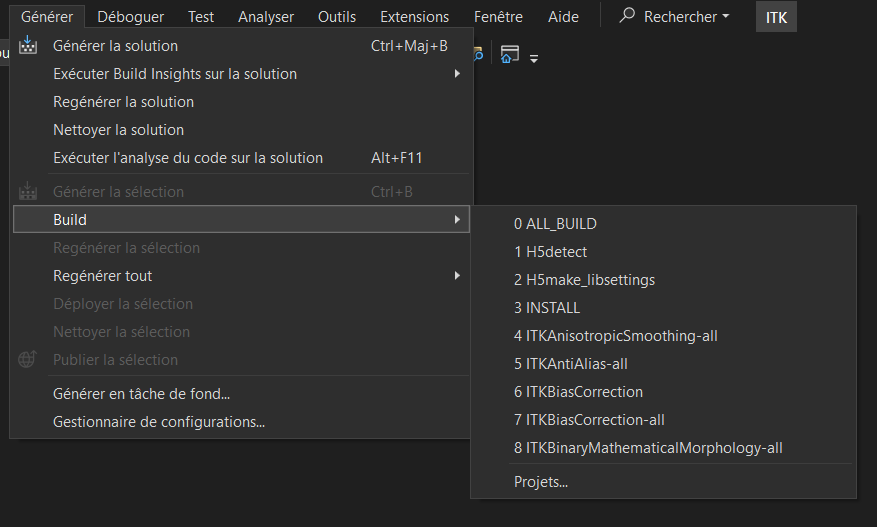 Générer Déboguer Test Analyser Outils Extensions Fenêtre Aide Rechercher ITK
Générer la solution Ctrl+Maj+B
Exécuter Build Insights sur la solution
Regénérer la solution
Nettoyer la solution
Exécuter l'analyse du code sur la solution Alt+F11
Générer la sélection Ctrl+B
Build
Regénérer la sélection
Regénérer tout
Déployer la sélection
Nettoyer la sélection
Publier la sélection
Générer en tâche de fond...
Gestionnaire de configurations...
0 ALL_BUILD
1 H5detect
2 H5make_libsettings
3 INSTALL
4 ITKAnisotropicSmoothing-all
5 ITKAntiAlias-all
6 ITKBiasCorrection
7 ITKBiasCorrection-all
8 ITKBinaryMathematicalMorphology-all
Projets...